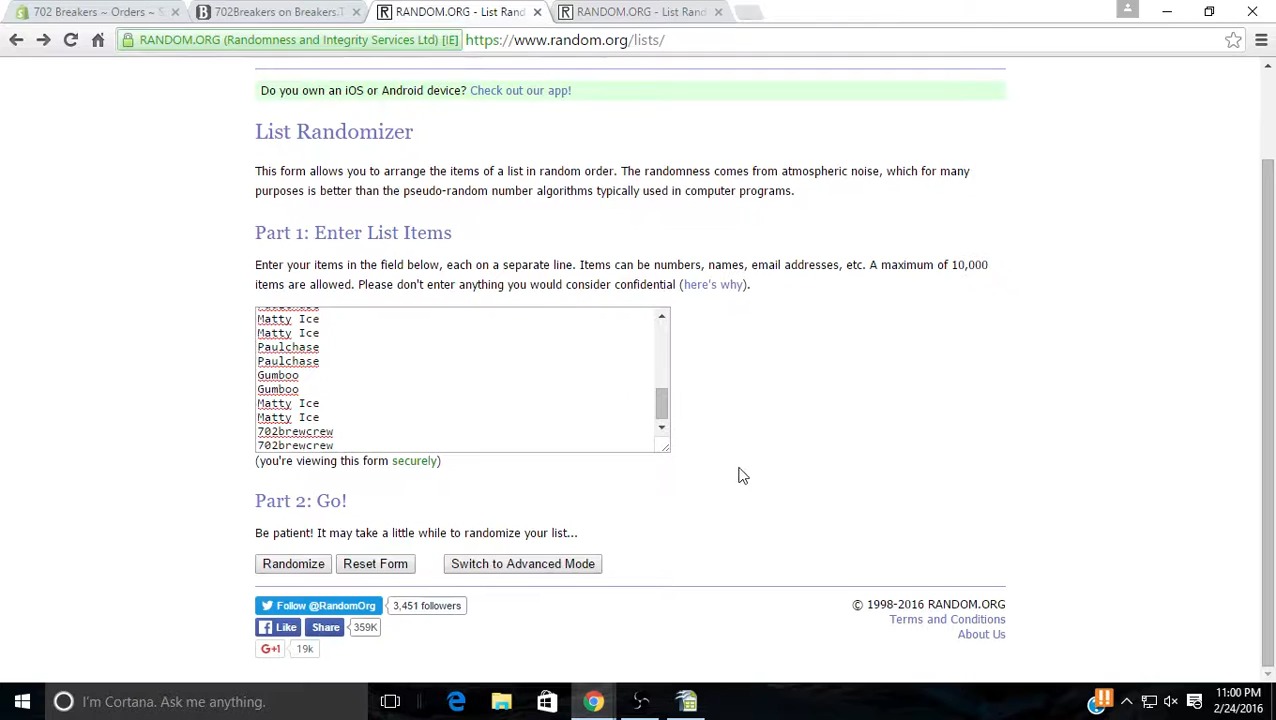 702 Breakers ~ Orders ~ S
702Breakers on Breakers.T
RANDOM.ORG - List Rand
RANDOM.ORG - List Rand
RANDOM.ORG (Randomness and Integrity Services Ltd) [IE]
https://www.random.org/lists/
Do you own an iOS or Android device? Check out our app!
List Randomizer
This form allows you to arrange the items of a list in random order. The randomness comes from atmospheric noise, which for many
purposes is better than the pseudo-random number algorithms typically used in computer programs.
Part 1: Enter List Items
Enter your items in the field below, each on a separate line. Items can be numbers, names, email addresses, etc. A maximum of 10,000
items are allowed. Please don't enter anything you would consider confidential (here's why).
Matty Ice
Matty Ice
Paulchase
Paulchase
Gumboo
Gumboo
Matty Ice
Matty Ice
702brewcrew
702brewcrew
(you're viewing this form securely)
Part 2: Go!
Be patient! It may take a little while to randomize your list...
Randomize
Reset Form
Switch to Advanced Mode
Follow @RandomOrg
3,451 followers
© 1998-2016 RANDOM.ORG
Like
Share
359K
Terms and Conditions
G+1
19k
About Us
I'm Cortana. Ask me anything.
11:00 PM
2/24/2016